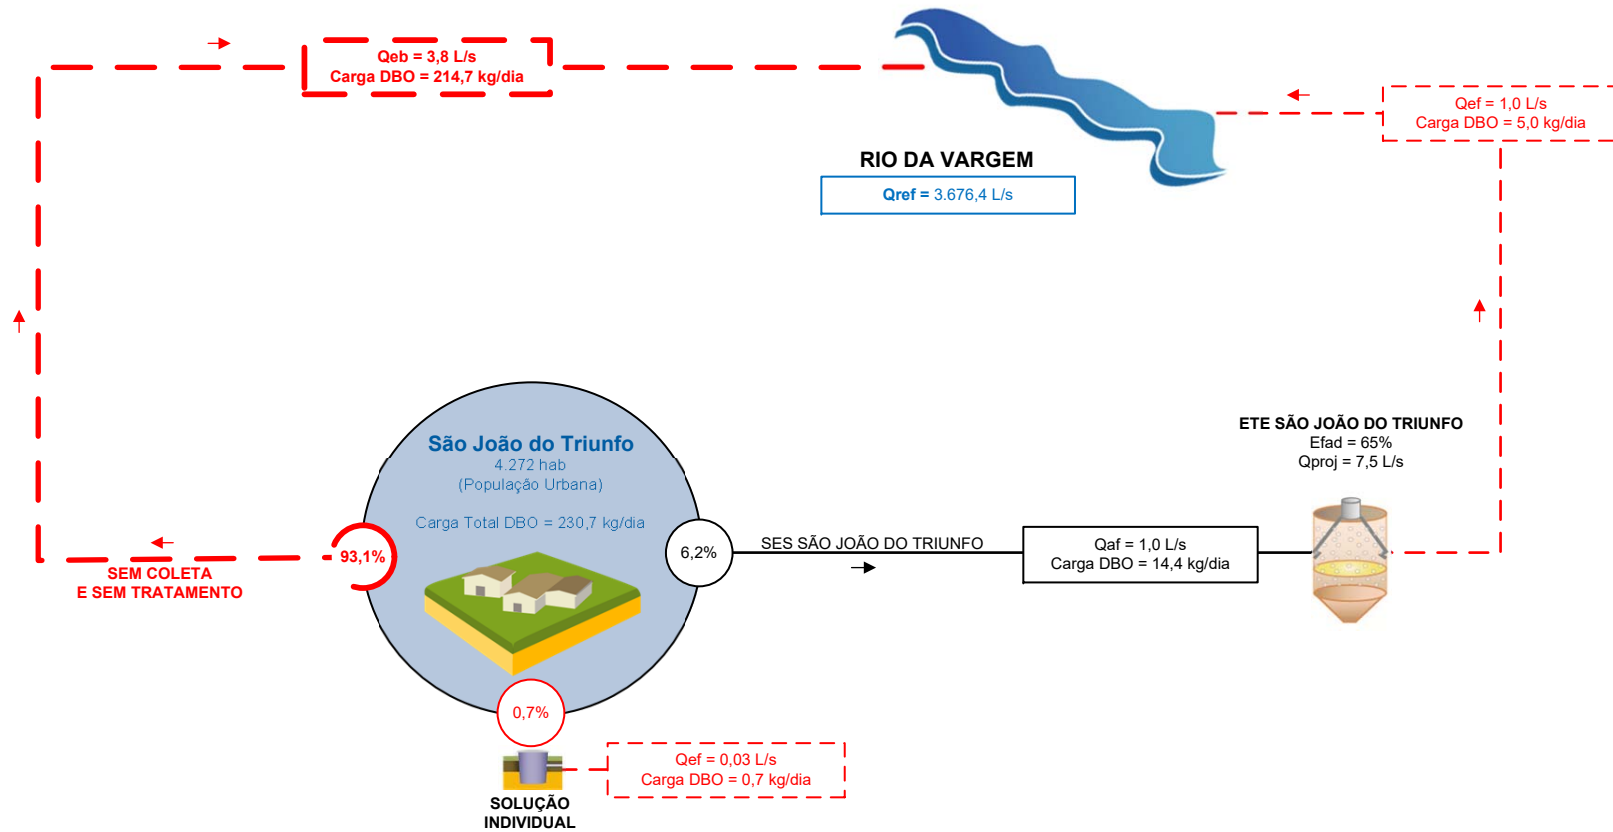 Qeb = 3,8 L/s
Carga DBO = 214,7 kg/dia
Qef = 1,0 L/s
Carga DBO = 5,0 kg/dia
RIO DA VARGEM
Qref = 3.676,4 L/s
São João do Triunfo
4.272 hab
(População Urbana)
Carga Total DBO = 230,7 kg/dia
ETE SÃO JOÃO DO TRIUNFO
Efad = 65%
Qproj = 7,5 L/s
93,1%
6,2%
SES SÃO JOÃO DO TRIUNFO
Qaf = 1,0 L/s
Carga DBO = 14,4 kg/dia
SEM COLETA
E SEM TRATAMENTO
0,7%
Qef = 0,03 L/s
Carga DBO = 0,7 kg/dia
SOLUÇÃO
INDIVIDUAL